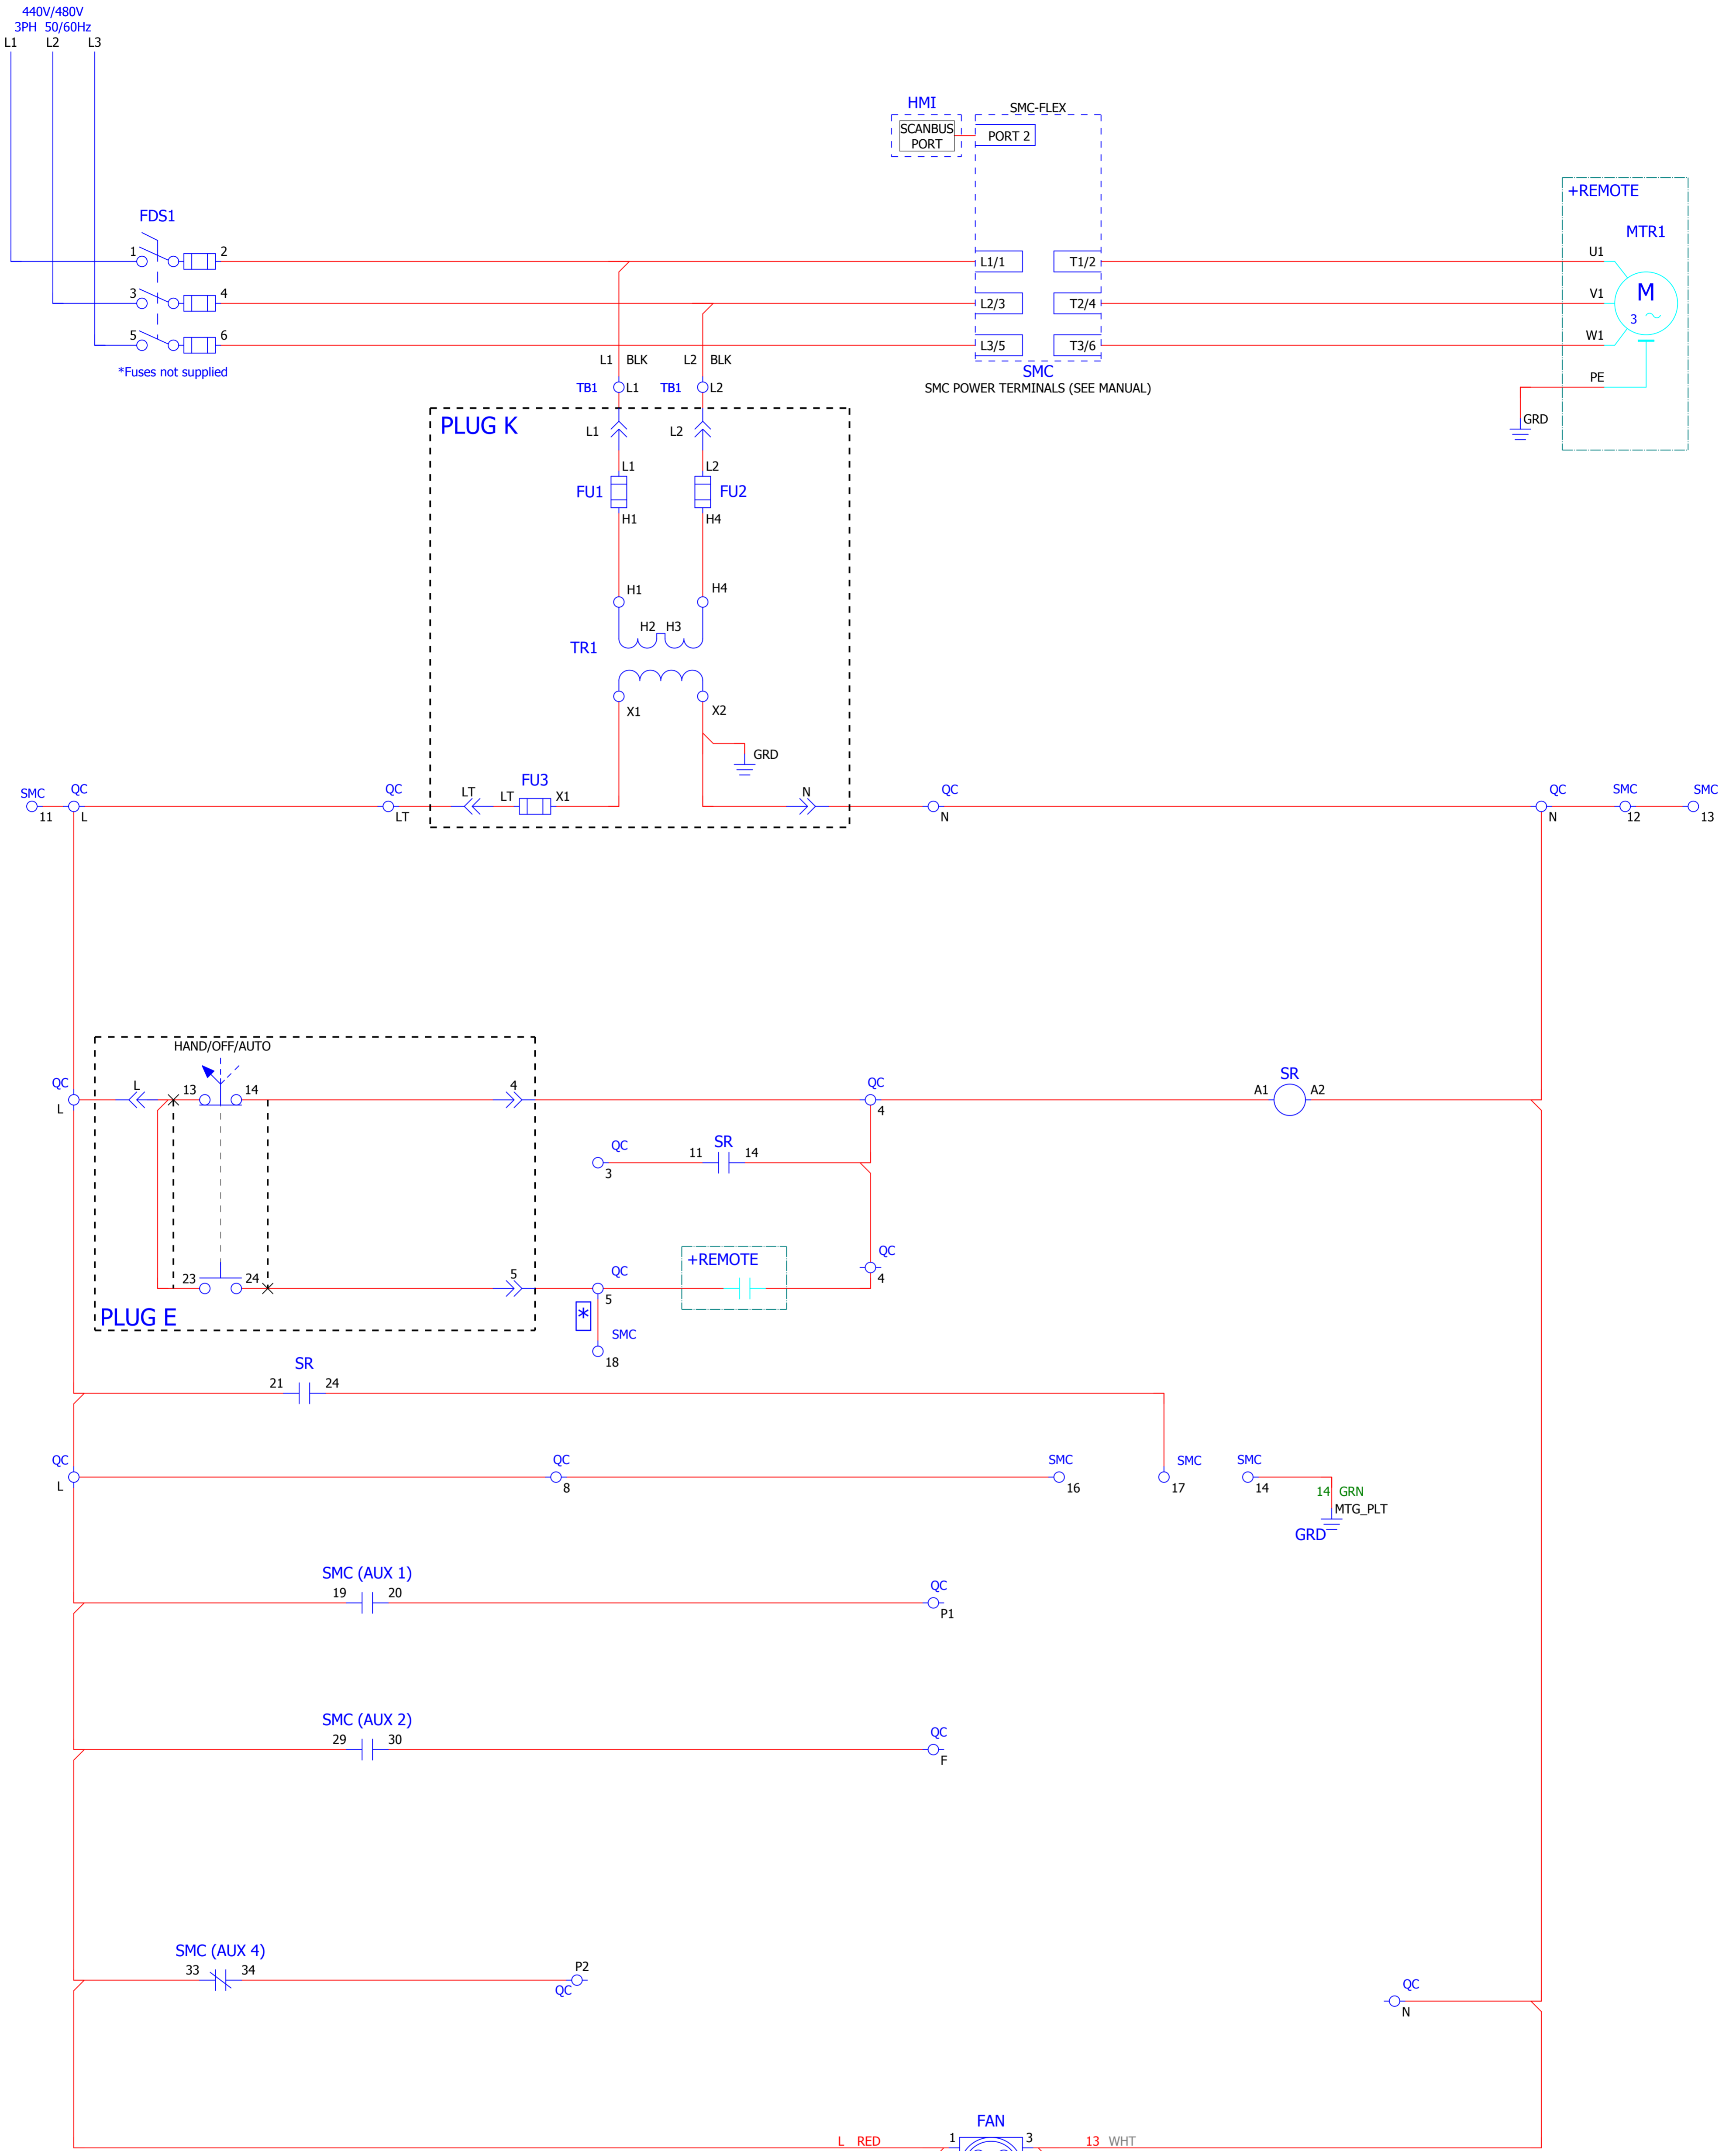 440V/480V
3PH 50/60Hz
L1 L2 L3
HMI
SMC-FLEX
SCANBUS
PORT
PORT 2
+REMOTE
MTR1
FDS1
1 2
L1/1 T1/2
U1
3 4
L2/3 T2/4
V1
M
3
5 6
L3/5 T3/6
W1
*Fuses not supplied
L1 BLK L2 BLK
SMC
SMC POWER TERMINALS (SEE MANUAL)
PE
TB1 L1 TB1 L2
GRD
PLUG K
L1 L2
L1 L2
FU1 FU2
H1 H4
H1 H4
H2 H3
TR1
X1 X2
GRD
SMC QC QC
LT LT FU3 X1
N QC
QC SMC SMC
11 L LT
N
N 12 13
HAND/OFF/AUTO
QC L 13 14 4
QC
SR
A1 A2
L
4
QC SR
11 14
3
QC
4
+REMOTE
23 24 5 QC
5
PLUG E
*
SMC
18
SR
21 24
QC QC SMC SMC SMC
L 8 16 17 14
14 GRN
MTG_PLT
GRD
SMC (AUX 1)
19 20 QC
P1
SMC (AUX 2)
29 30 QC
F
SMC (AUX 4)
33 34 P2
QC
QC
N
FAN
L RED 1 3 13 WHT